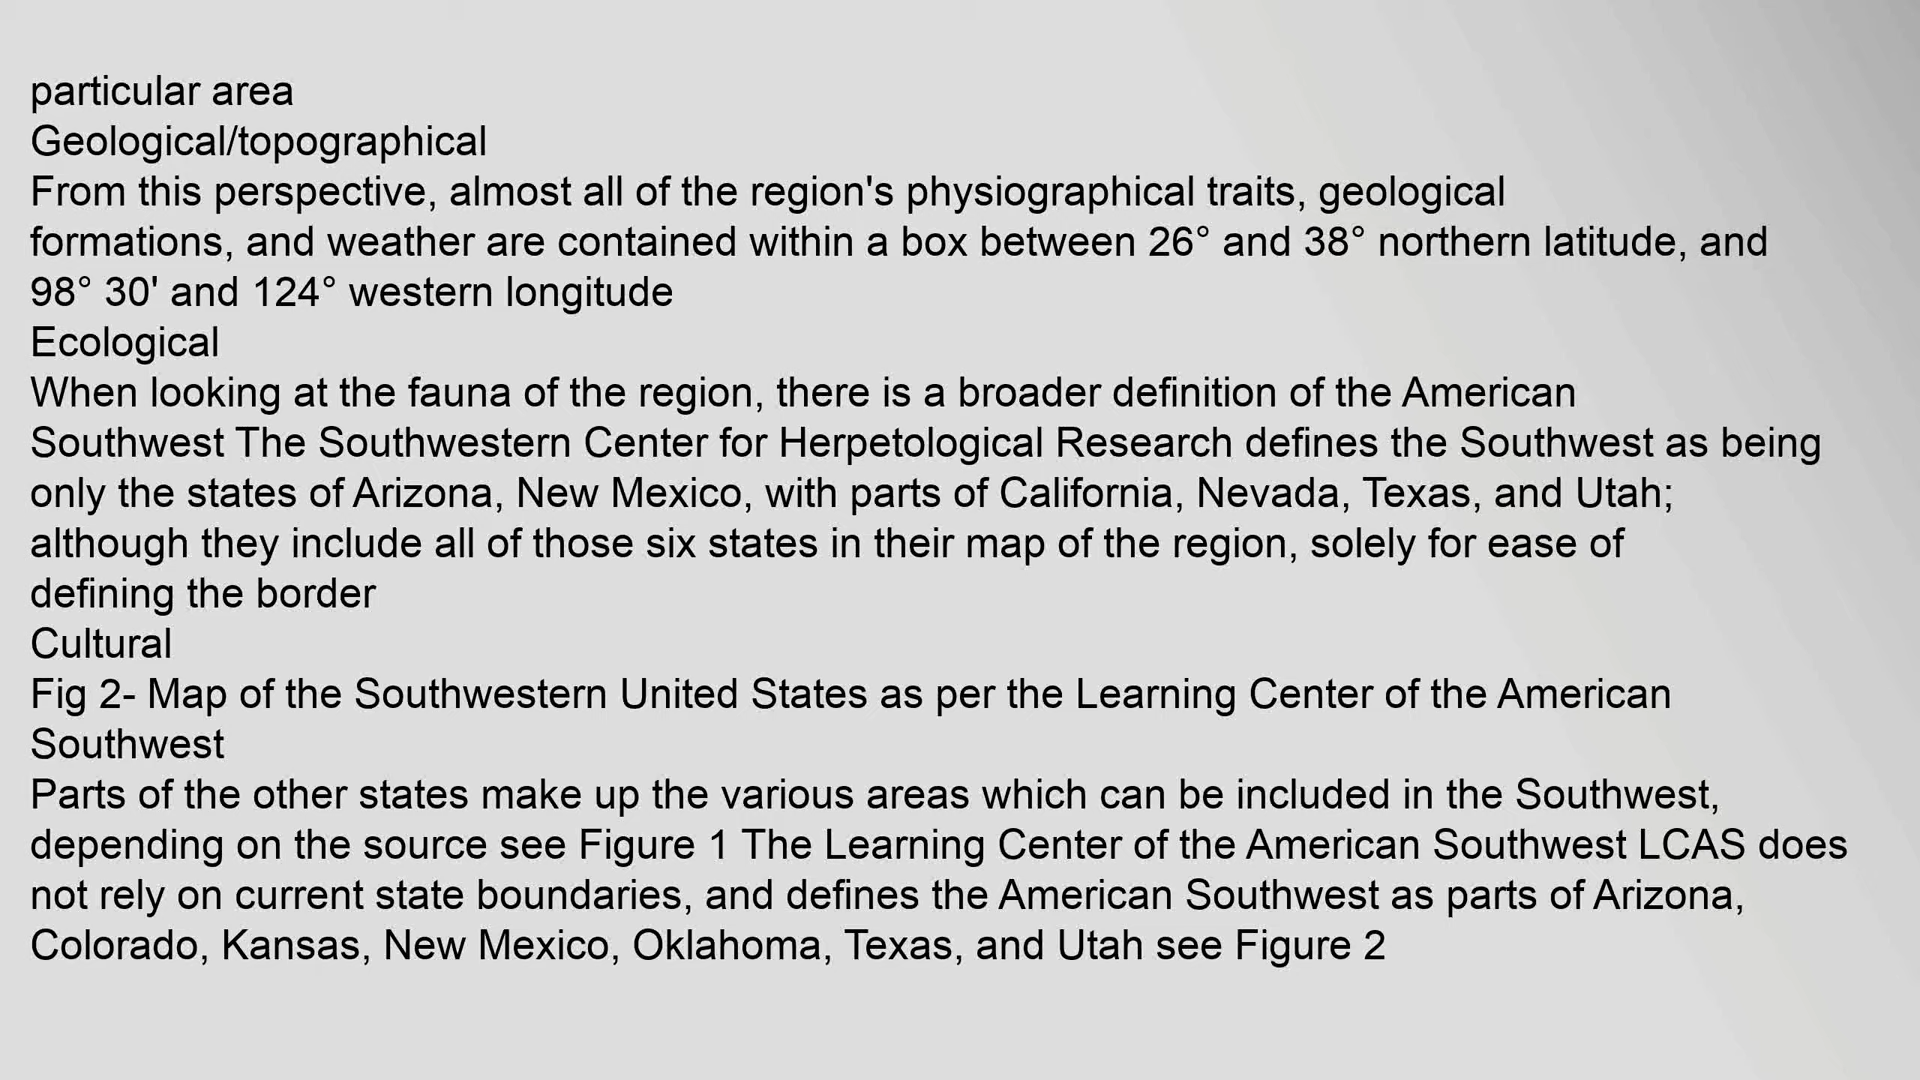 particular area
Geological/topographical
From this perspective, almost all of the region's physiographical traits, geological
formations, and weather are contained within a box between 26° and 38° northern latitude, and
98° 30' and 124° western longitude
Ecological
When looking at the fauna of the region, there is a broader definition of the American
Southwest The Southwestern Center for Herpetological Research defines the Southwest as being
only the states of Arizona, New Mexico, with parts of California, Nevada, Texas, and Utah;
although they include all of those six states in their map of the region, solely for ease of
defining the border
Cultural
Fig 2- Map of the Southwestern United States as per the Learning Center of the American
Southwest
Parts of the other states make up the various areas which can be included in the Southwest,
depending on the source see Figure 1 The Learning Center of the American Southwest LCAS does
not rely on current state boundaries, and defines the American Southwest as parts of Arizona,
Colorado, Kansas, New Mexico, Oklahoma, Texas, and Utah see Figure 2